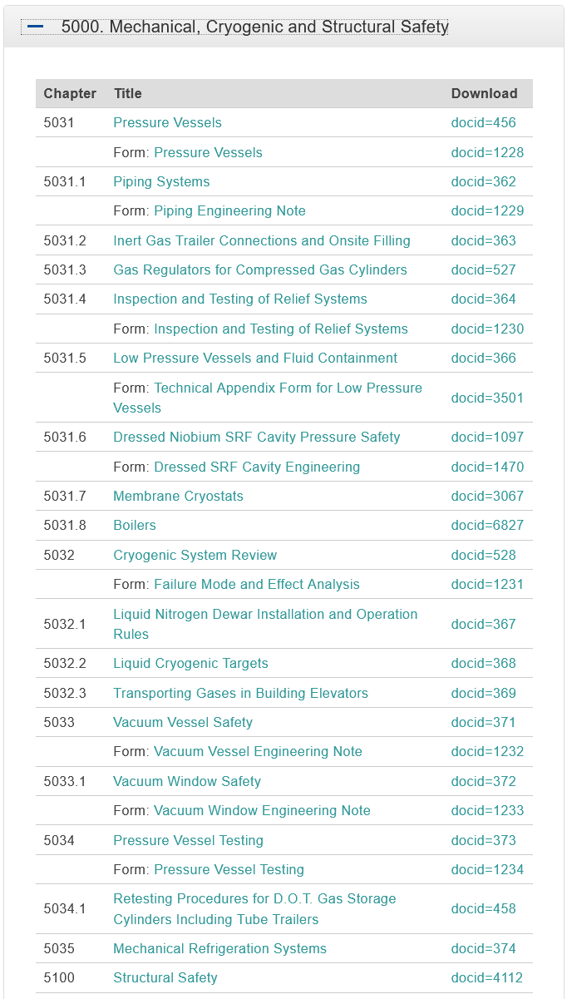 5000. Mechanical, Cryogenic and Structural Safety
Chapter Title Download
5031 Pressure Vessels docid=456
Form: Pressure Vessels docid=1228
5031.1 Piping Systems docid=362
Form: Piping Engineering Note docid=1229
5031.2 Inert Gas Trailer Connections and Onsite Filling docid=363
5031.3 Gas Regulators for Compressed Gas Cylinders docid=527
5031.4 Inspection and Testing of Relief Systems docid=364
Form: Inspection and Testing of Relief Systems docid=1230
5031.5 Low Pressure Vessels and Fluid Containment docid=366
Form: Technical Appendix Form for Low Pressure
Vessels docid=3501
5031.6 Dressed Niobium SRF Cavity Pressure Safety docid=1097
Form: Dressed SRF Cavity Engineering docid=1470
5031.7 Membrane Cryostats docid=3067
5031.8 Boilers docid=6827
5032 Cryogenic System Review docid=528
Form: Failure Mode and Effect Analysis docid=1231
5032.1 Liquid Nitrogen Dewar Installation and Operation
Rules docid=367
5032.2 Liquid Cryogenic Targets docid=368
5032.3 Transporting Gases in Building Elevators docid=369
5033 Vacuum Vessel Safety docid=371
Form: Vacuum Vessel Engineering Note docid=1232
5033.1 Vacuum Window Safety docid=372
Form: Vacuum Window Engineering Note docid=1233
5034 Pressure Vessel Testing docid=373
Form: Pressure Vessel Testing docid=1234
5034.1 Retesting Procedures for D.O.T. Gas Storage
Cylinders Including Tube Trailers docid=458
5035 Mechanical Refrigeration Systems docid=374
5100 Structural Safety docid=4112